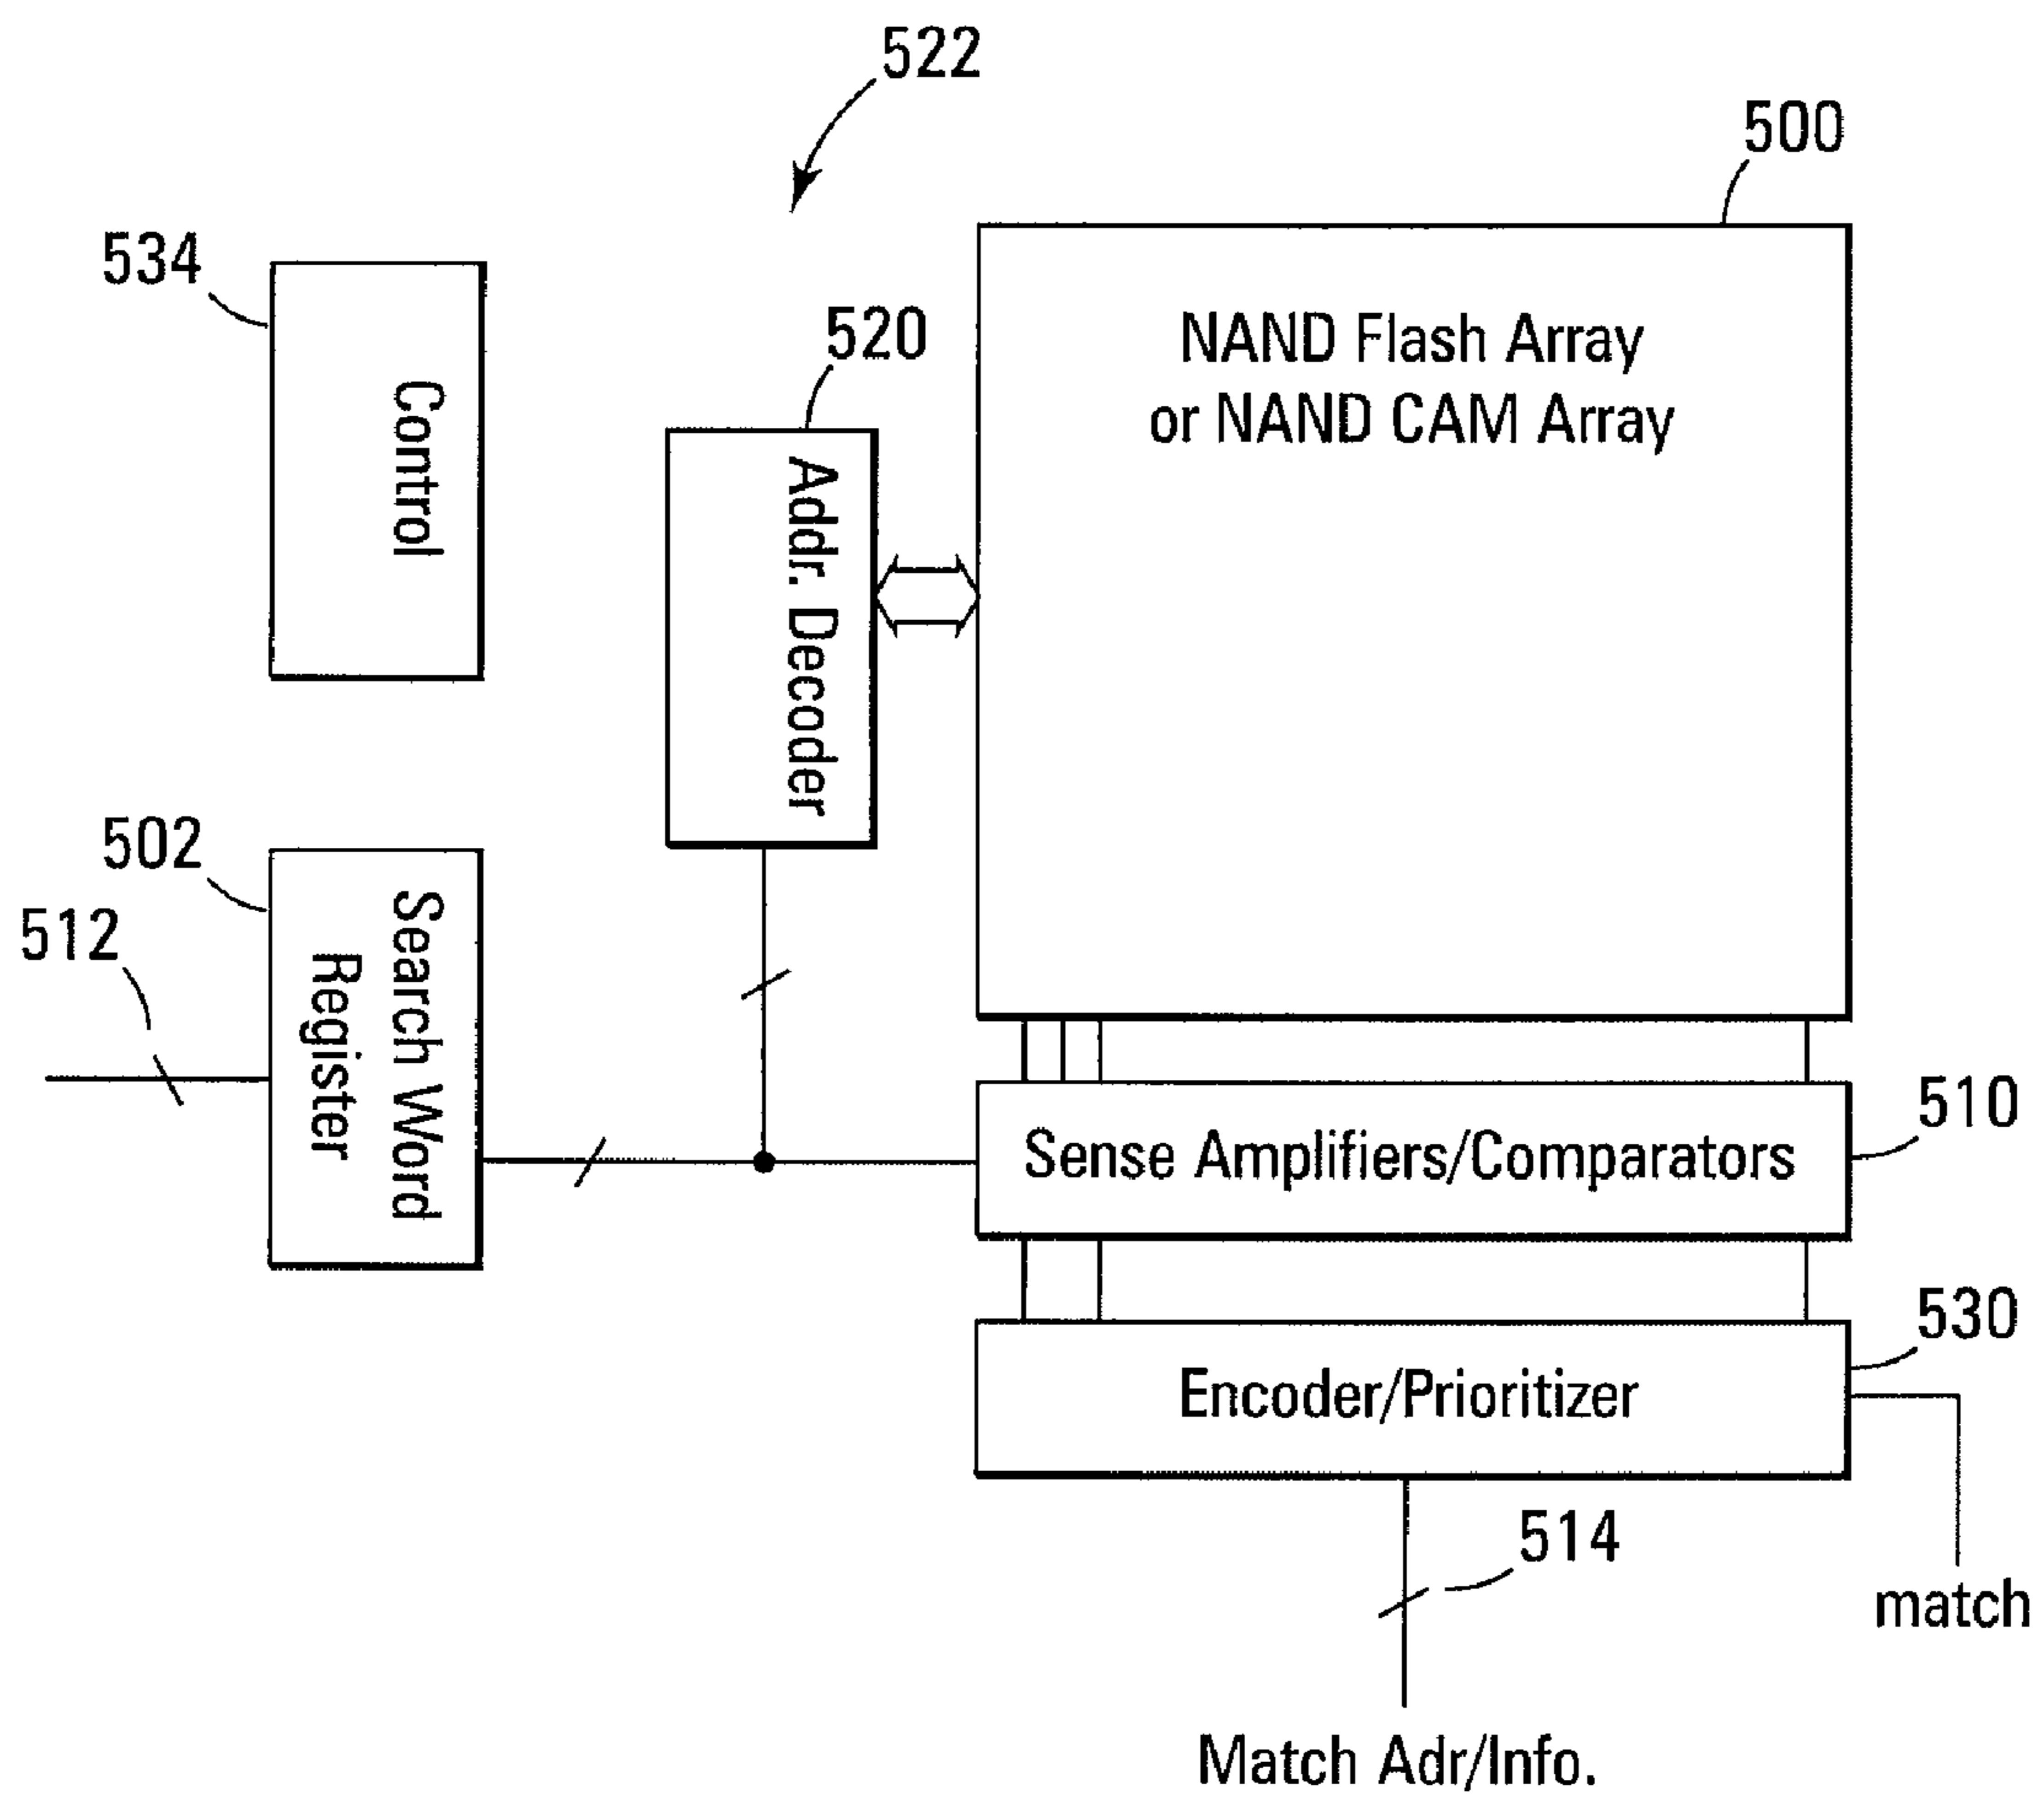 522
500
534
520
NAND Flash Array
or NAND CAM Array
Control
Addr. Decoder
502
512
Search Word
Register
510
Sense Amplifiers/Comparators
530
Encoder/Prioritizer
514
match
Match Adr/Info.